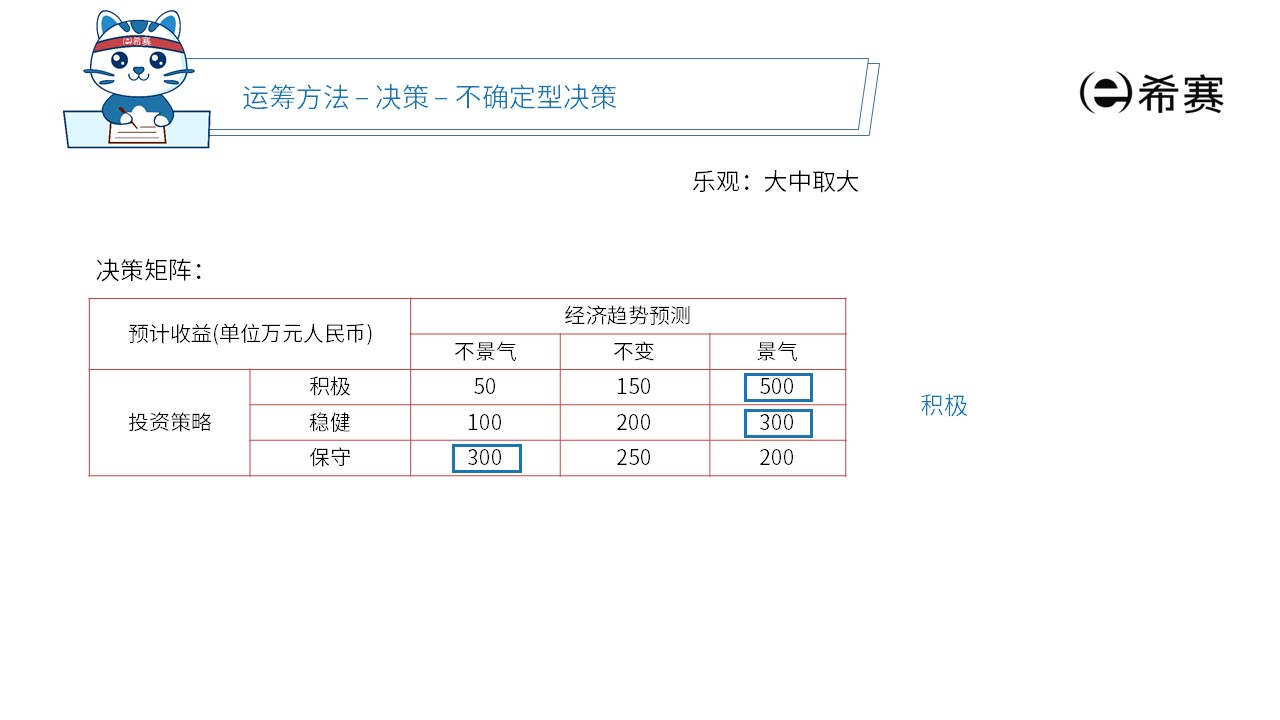 希赛
运筹方法 – 决策 – 不确定型决策
希赛
乐观：大中取大
决策矩阵：
预计收益(单位万元人民币) 经济趋势预测
不景气 不变 景气
投资策略
积极 50 150 500
稳健 100 200 300
保守 300 250 200
积极